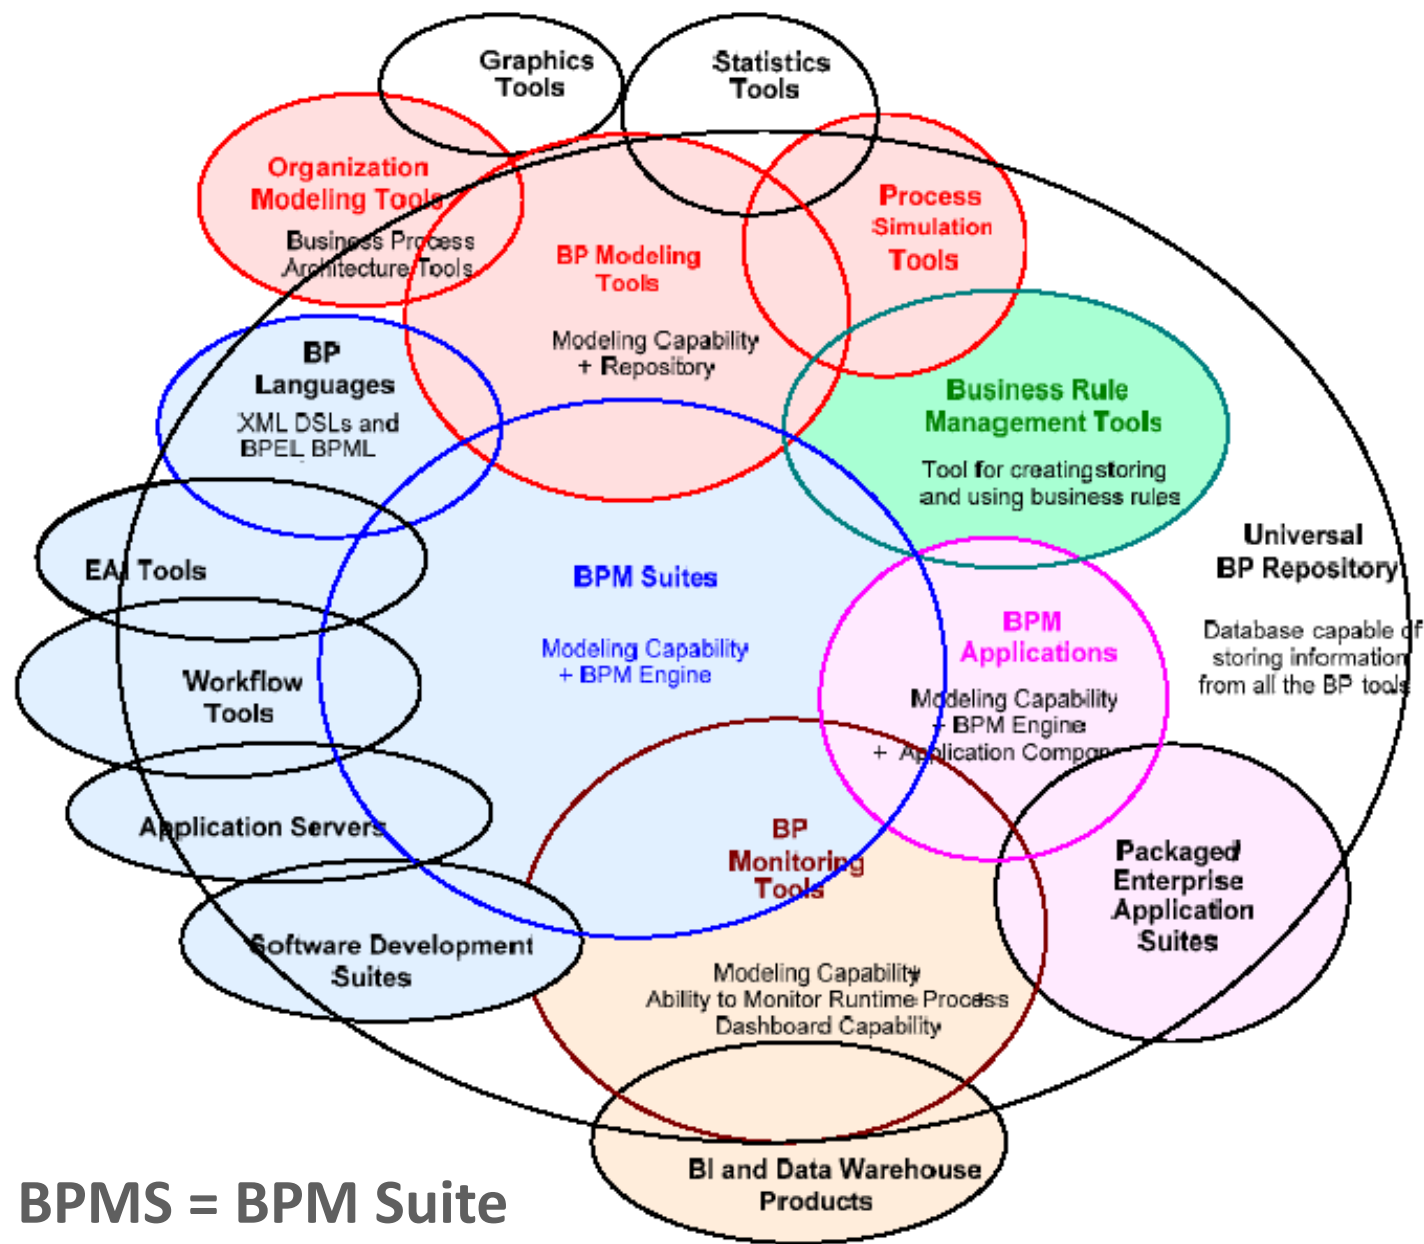 Graphics
Tools
Statistics
Tools
Organization
Modeling Tools
Business Process
Architecture Tools
BP Modeling
Tools
Modeling Capability
+ Repository
Process
Simulation
Tools
BP
Languages
XML DSLs and
BPEL BPML
Business Rule
Management Tools
Tool for creatingstoring
and using business rules
EAI Tools
BPM Suites
Modeling Capability
+ BPM Engine
Universal
BP Repository
Database capable of
storing information
from all the BP tools
BPM
Applications
Modeling Capability
+ BPM Engine
+ Application Compone
Workflow
Tools
Application Servers
BP
Monitoring
Tools
Modeling Capability
Ability to Monitor Runtime Process
Dashboard Capability
Packaged
Enterprise
Application
Suites
Software Development
Suites
BI and Data Warehouse
Products
BPMS = BPM Suite